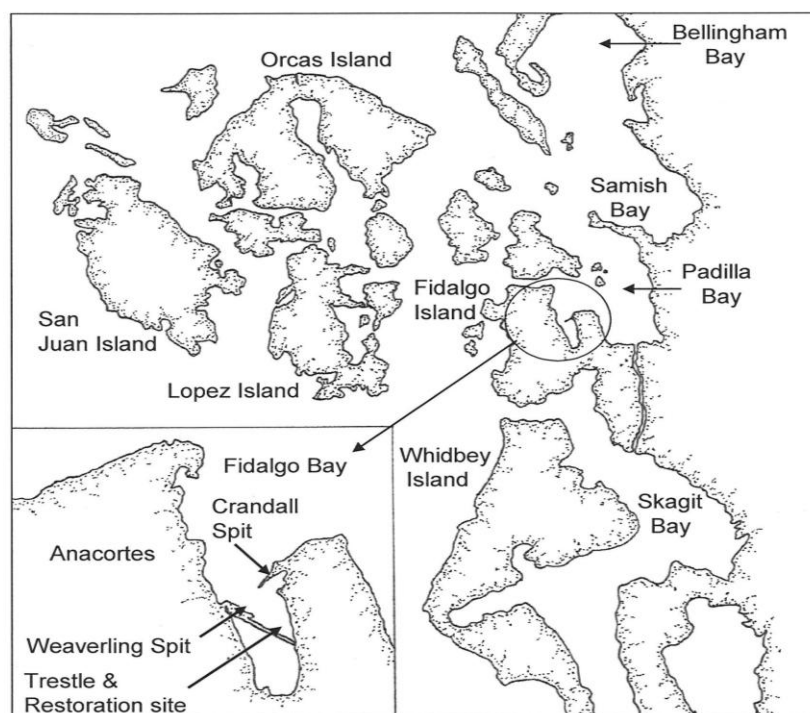 Bellingham
Bay
Orcas Island
Samish
Bay
Padilla
Bay
Fidalgo
Island
San
Juan Island
Lopez Island
Fidalgo Bay
Whidbey
Island
Crandall
Spit
Skagit
Bay
Anacortes
Weaverling Spit
Trestle &
Restoration site